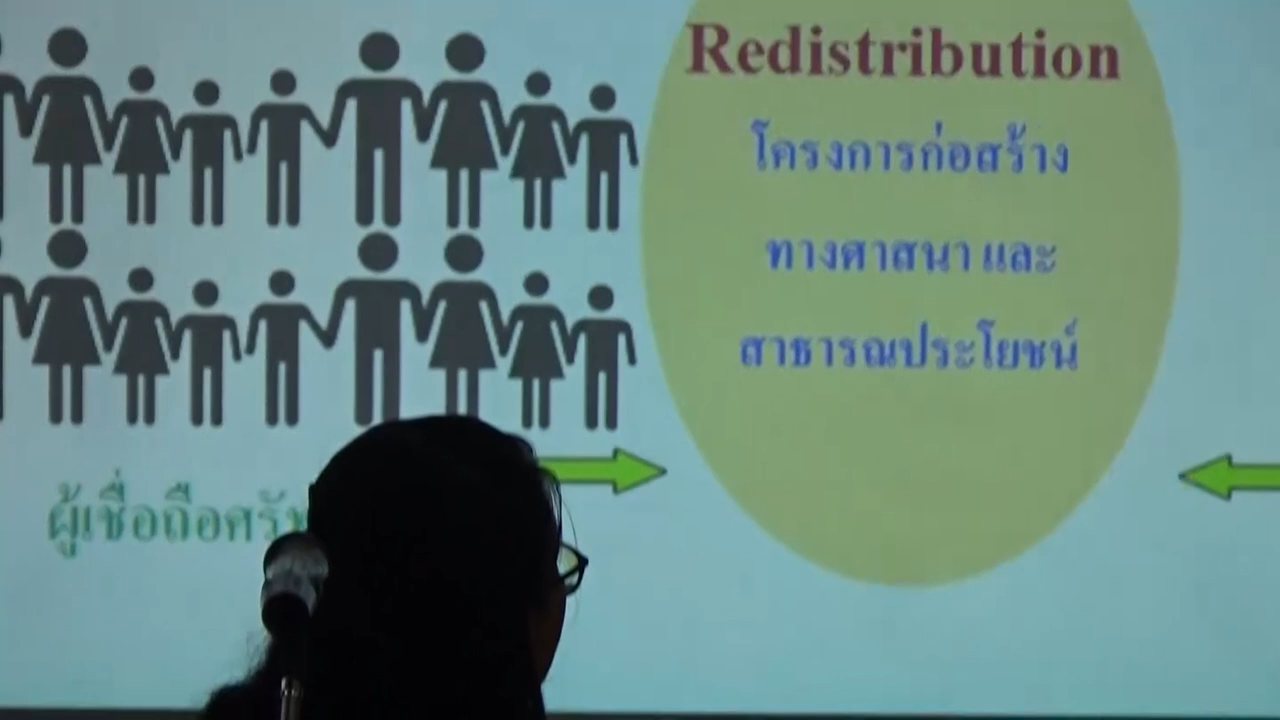 Redistribution
โครงการก่อสร้าง
ทางศาสนา และ
สาธารณประโยชน์
ผู้เชื่อถือ